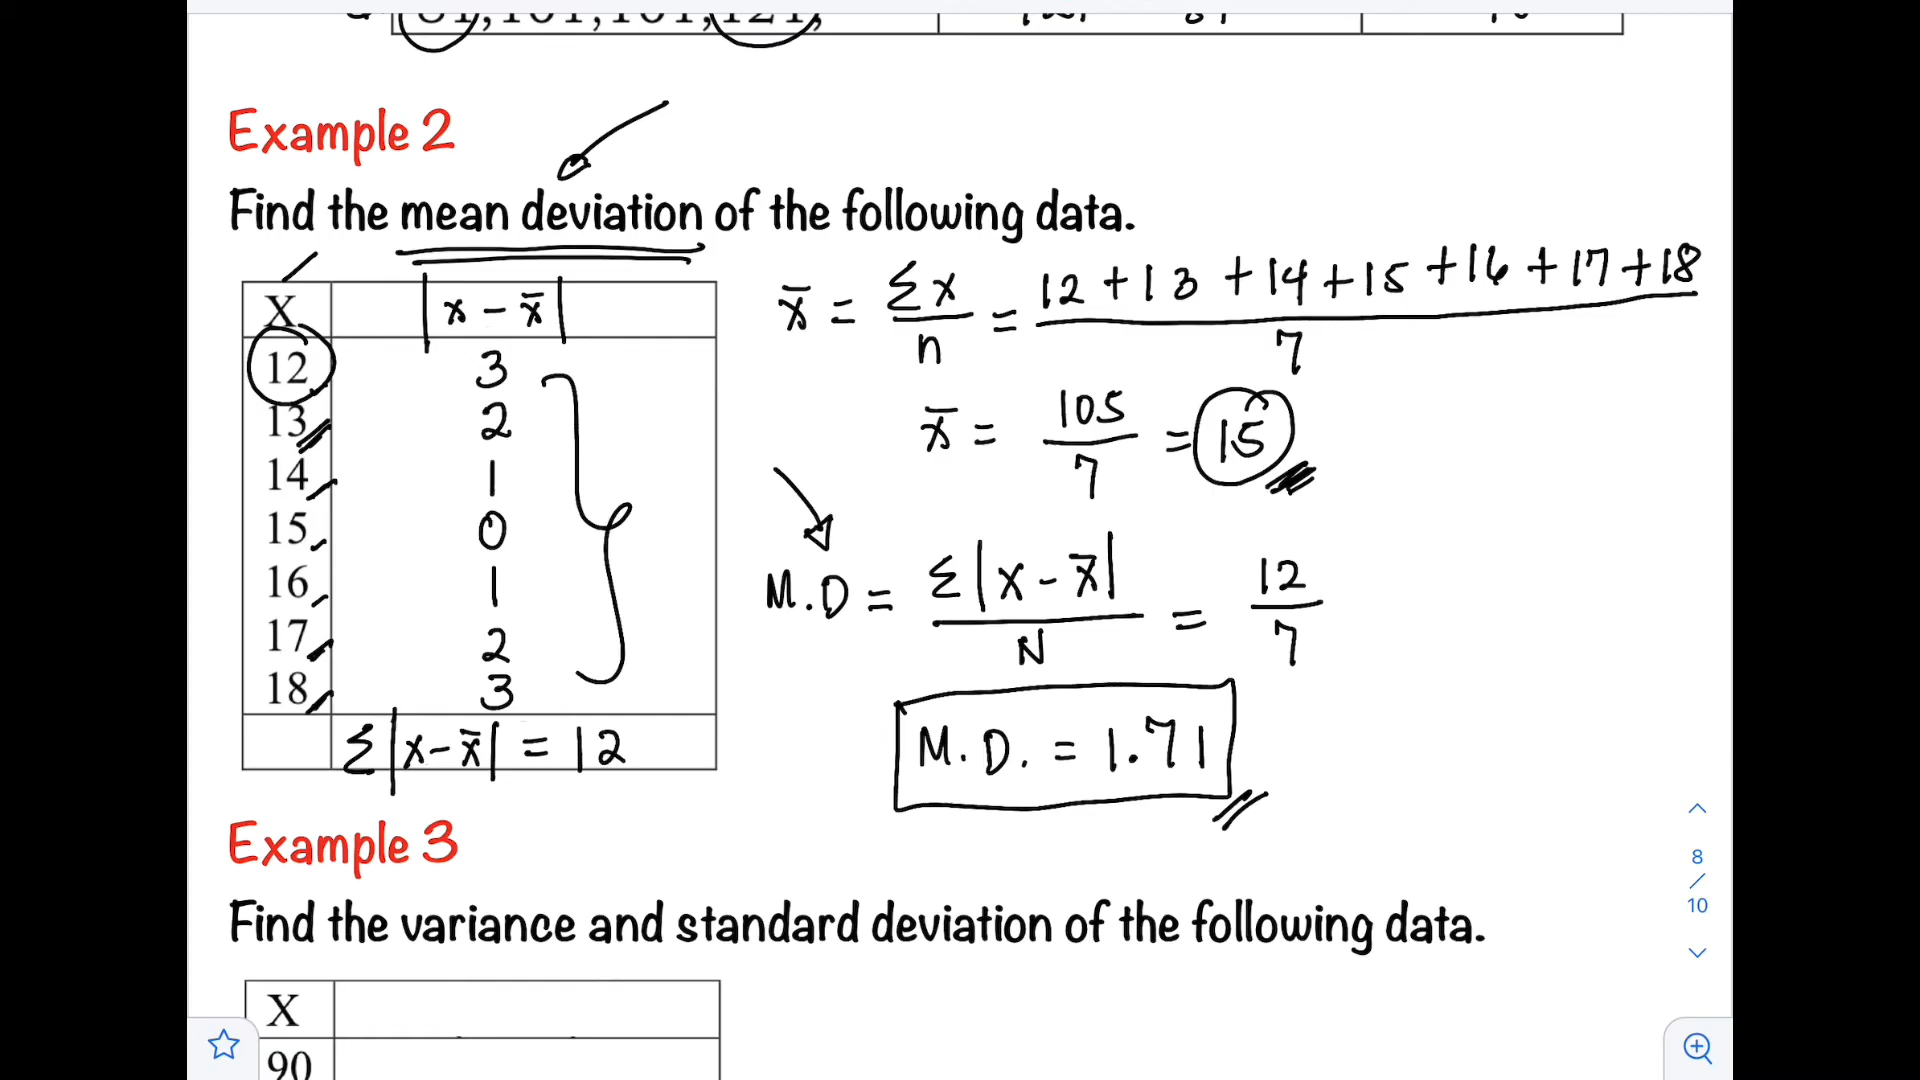 Example 2
Find the mean deviation of the following data.
X |x - x̄|
12 3
13 2
14 1
15 0
16 1
17 2
18 3
Σ|x-x̄| = 12
x̄ = Σx/n = 12+13+14+15+16+17+18/7
x̄ = 105/7 = 15
M.D = Σ|x-x̄|/N = 12/7
M.D. = 1.71
Example 3
Find the variance and standard deviation of the following data.
X
90
8
/
10